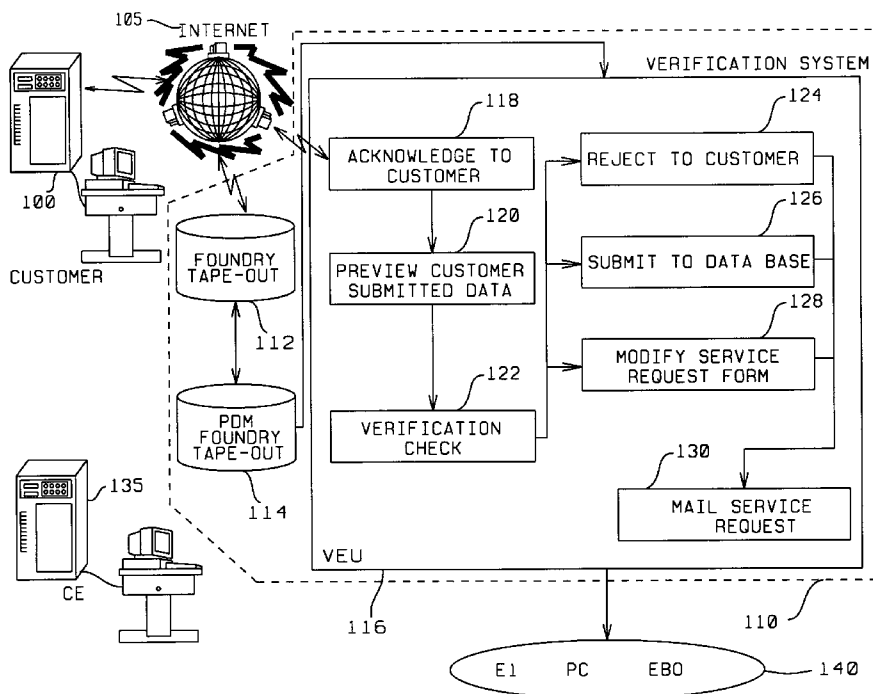 105
INTERNET
VERIFICATION SYSTEM
118
ACKNOWLEDGE TO
CUSTOMER
124
REJECT TO CUSTOMER
100
CUSTOMER
FOUNDRY
TAPE-OUT
112
120
PREVIEW CUSTOMER
SUBMITTED DATA
126
SUBMIT TO DATA BASE
128
MODIFY SERVICE
REQUEST FORM
PDM
FOUNDRY
TAPE-OUT
114
122
VERIFICATION
CHECK
130
MAIL SERVICE
REQUEST
135
CE
VEU
116
110
E1 PC EBO
140